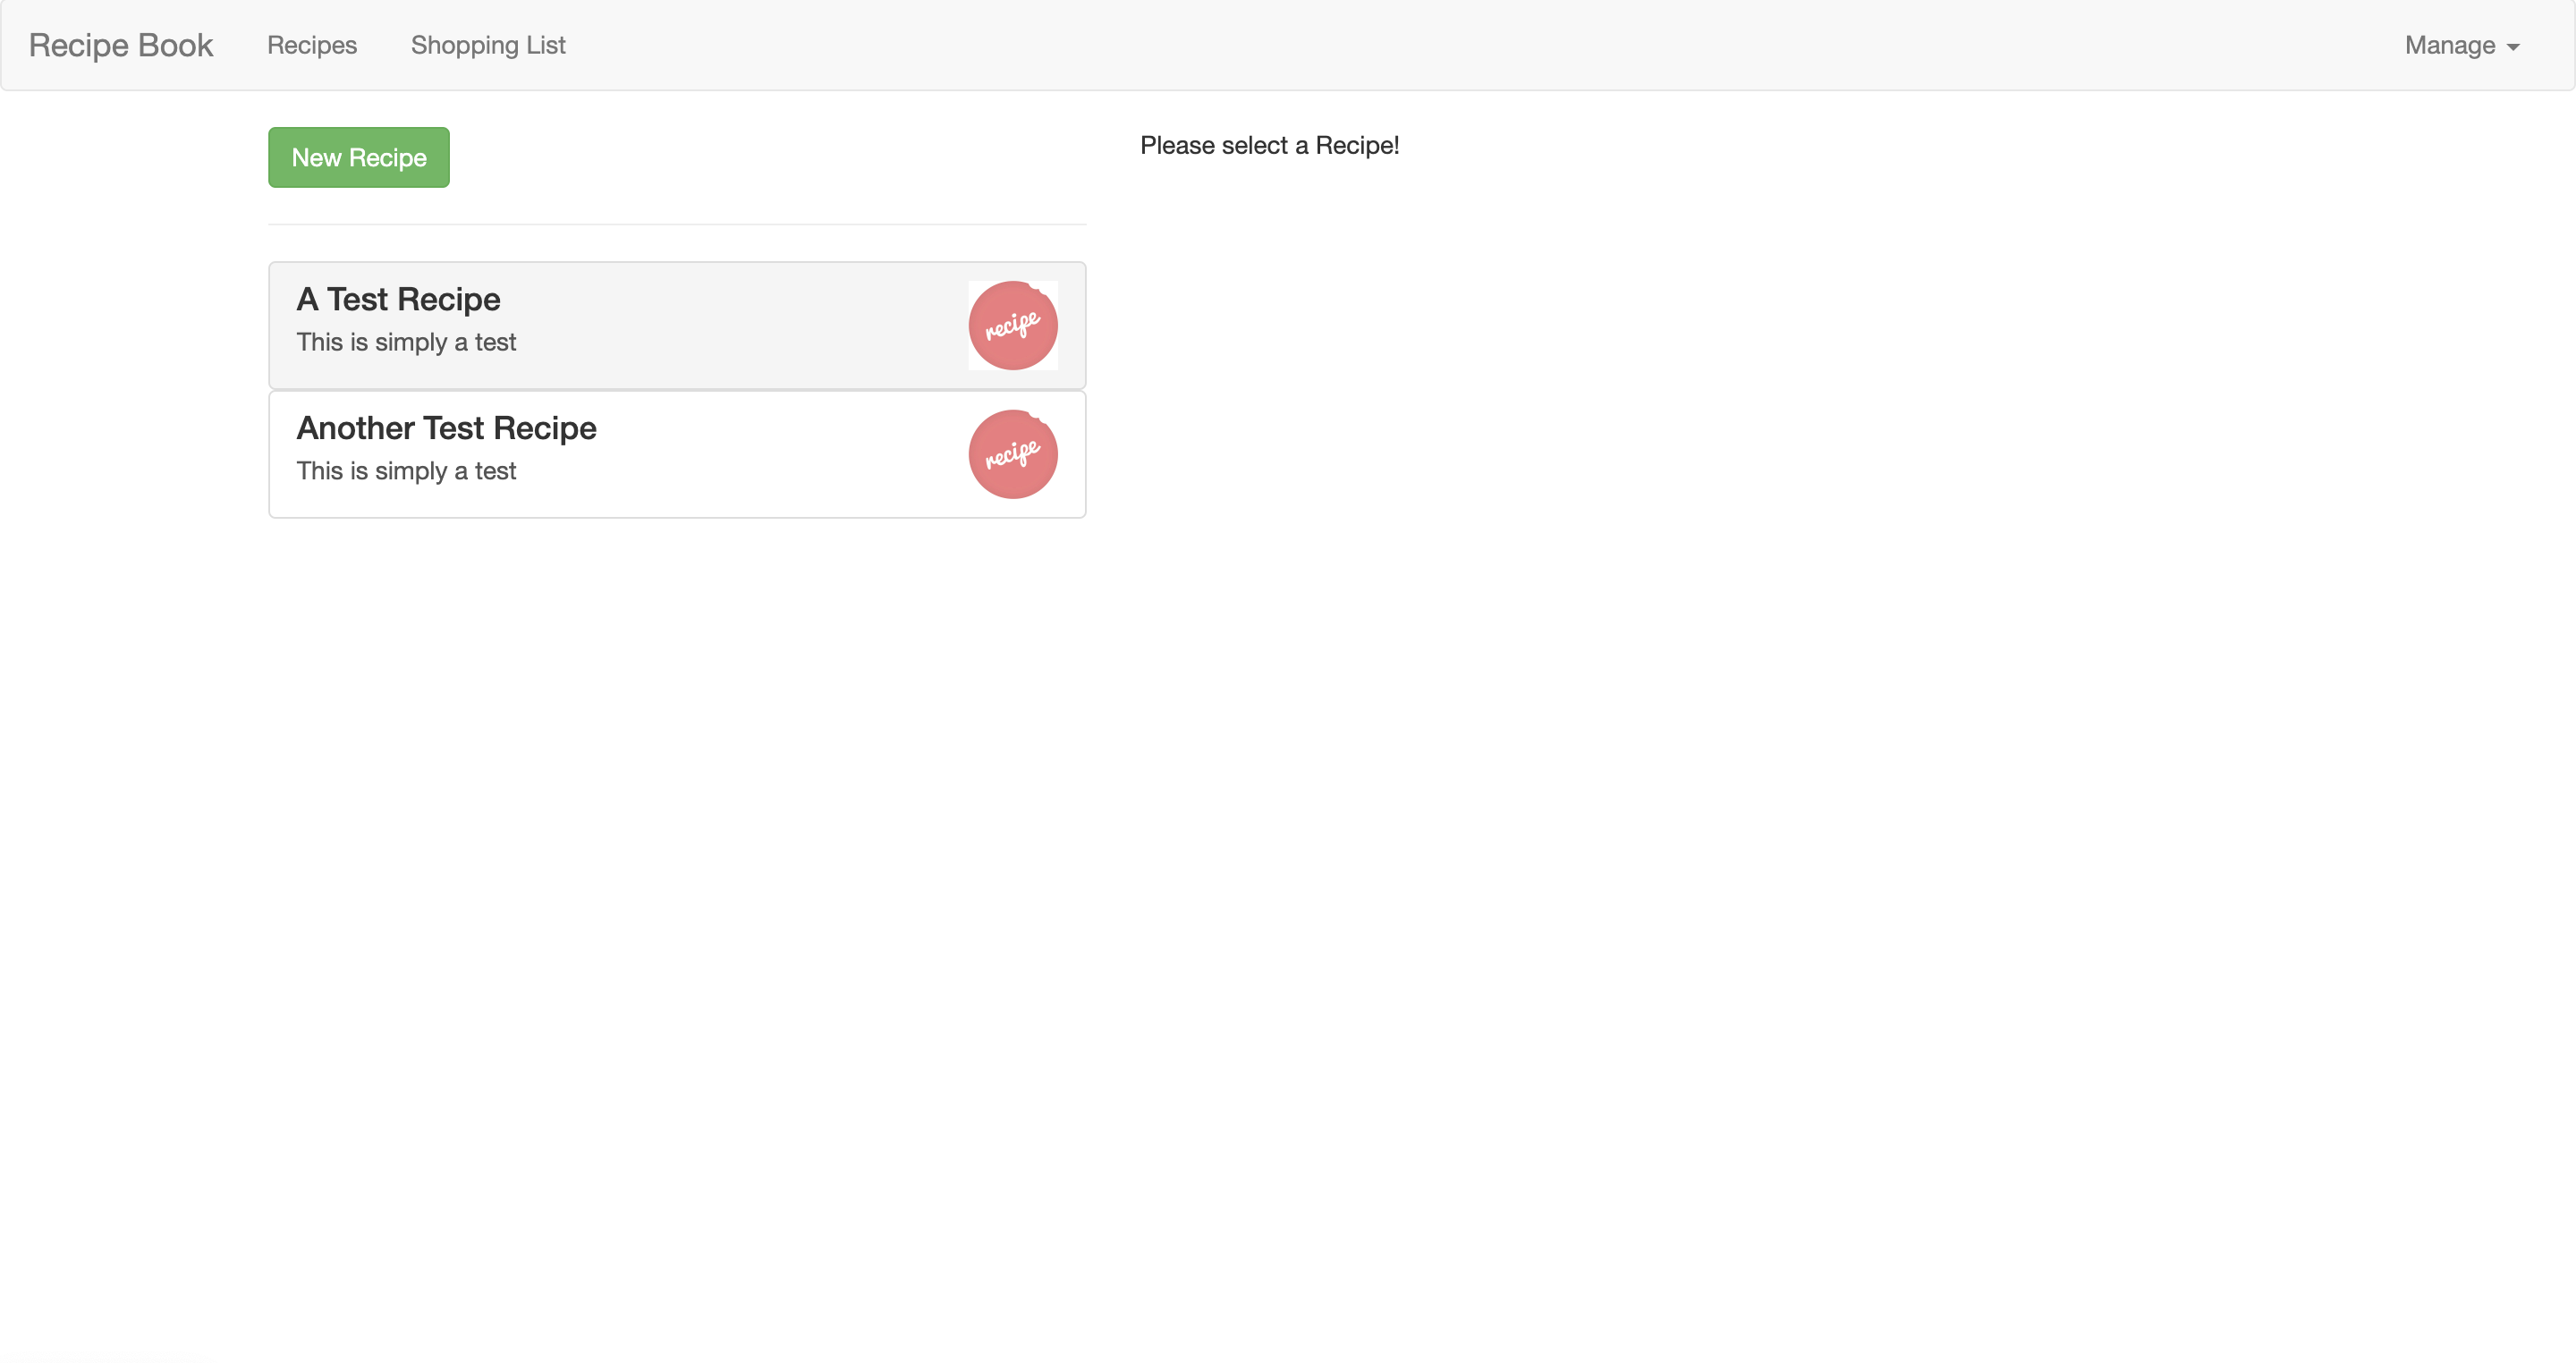 Recipe Book Recipes Shopping List Manage
New Recipe
Please select a Recipe!
A Test Recipe
This is simply a test
recipe
Another Test Recipe
This is simply a test
recipe